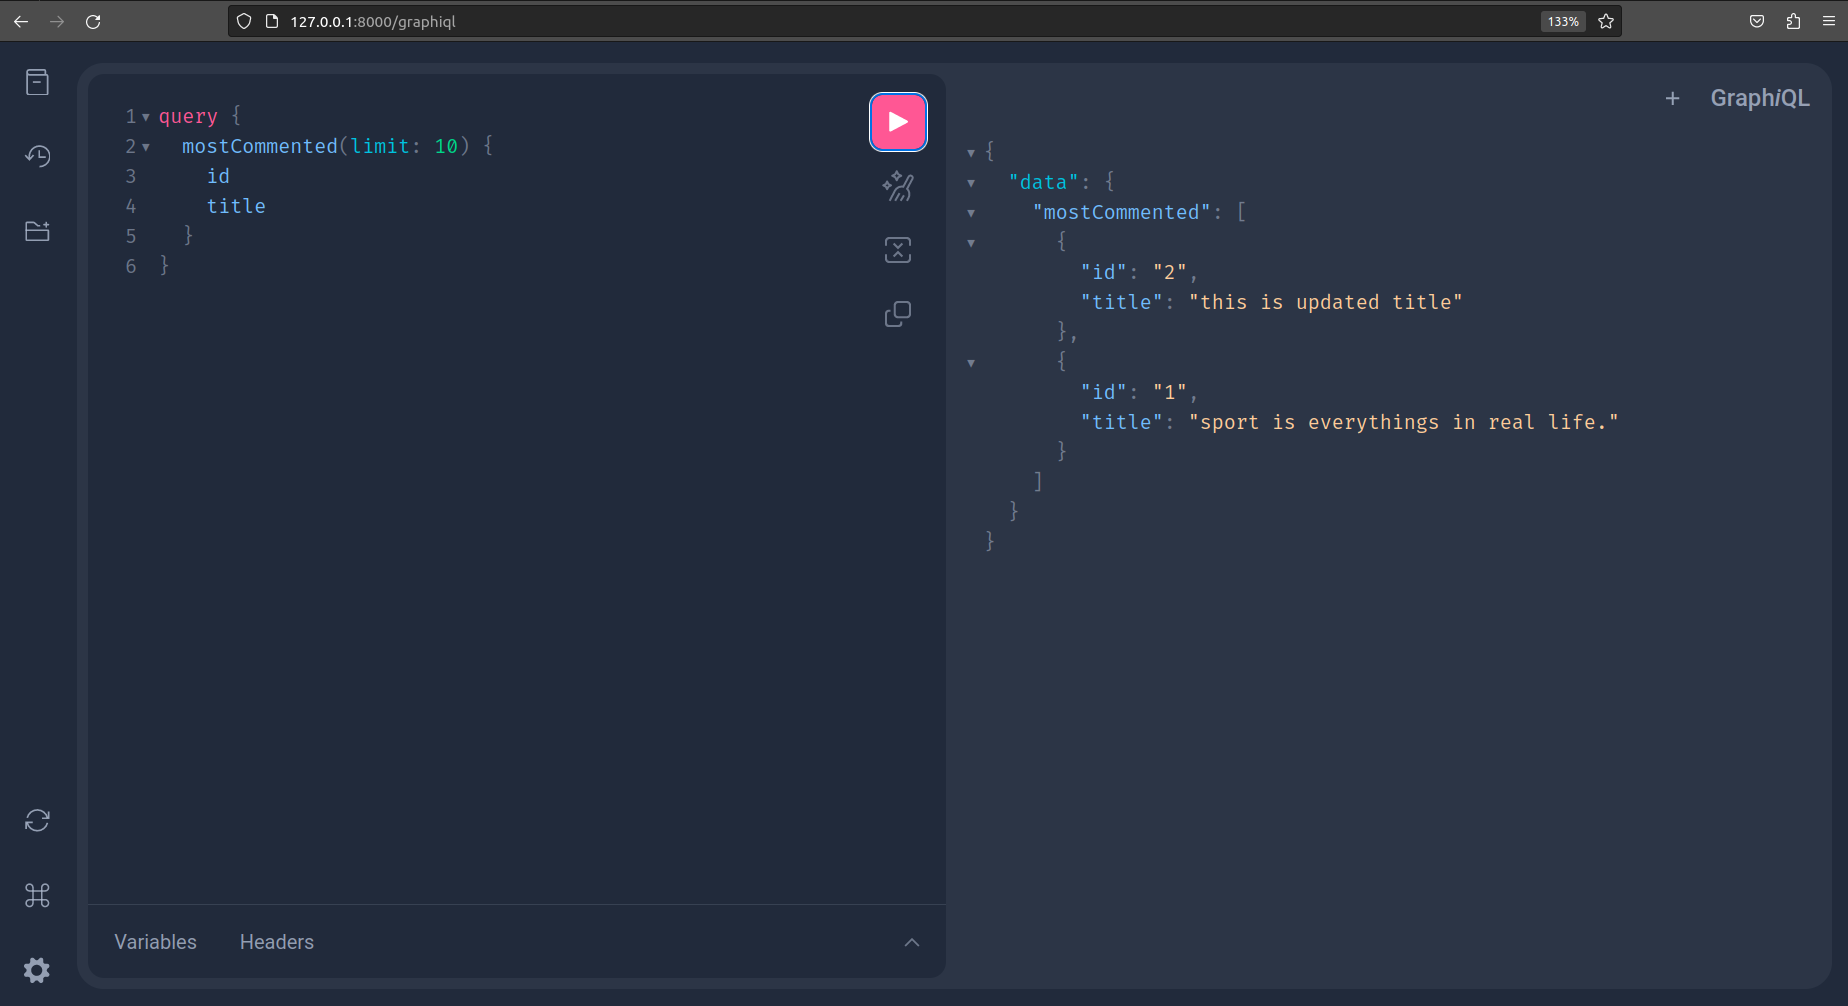 127.0.0.1:8000/graphiql
133%
1 query {
2 mostCommented(limit: 10) {
3 id
4 title
5 }
6 }
Variables
Headers
+ GraphiQL
{
"data": {
"mostCommented": [
{
"id": "2",
"title": "this is updated title"
},
{
"id": "1",
"title": "sport is everythings in real life."
}
]
}
}